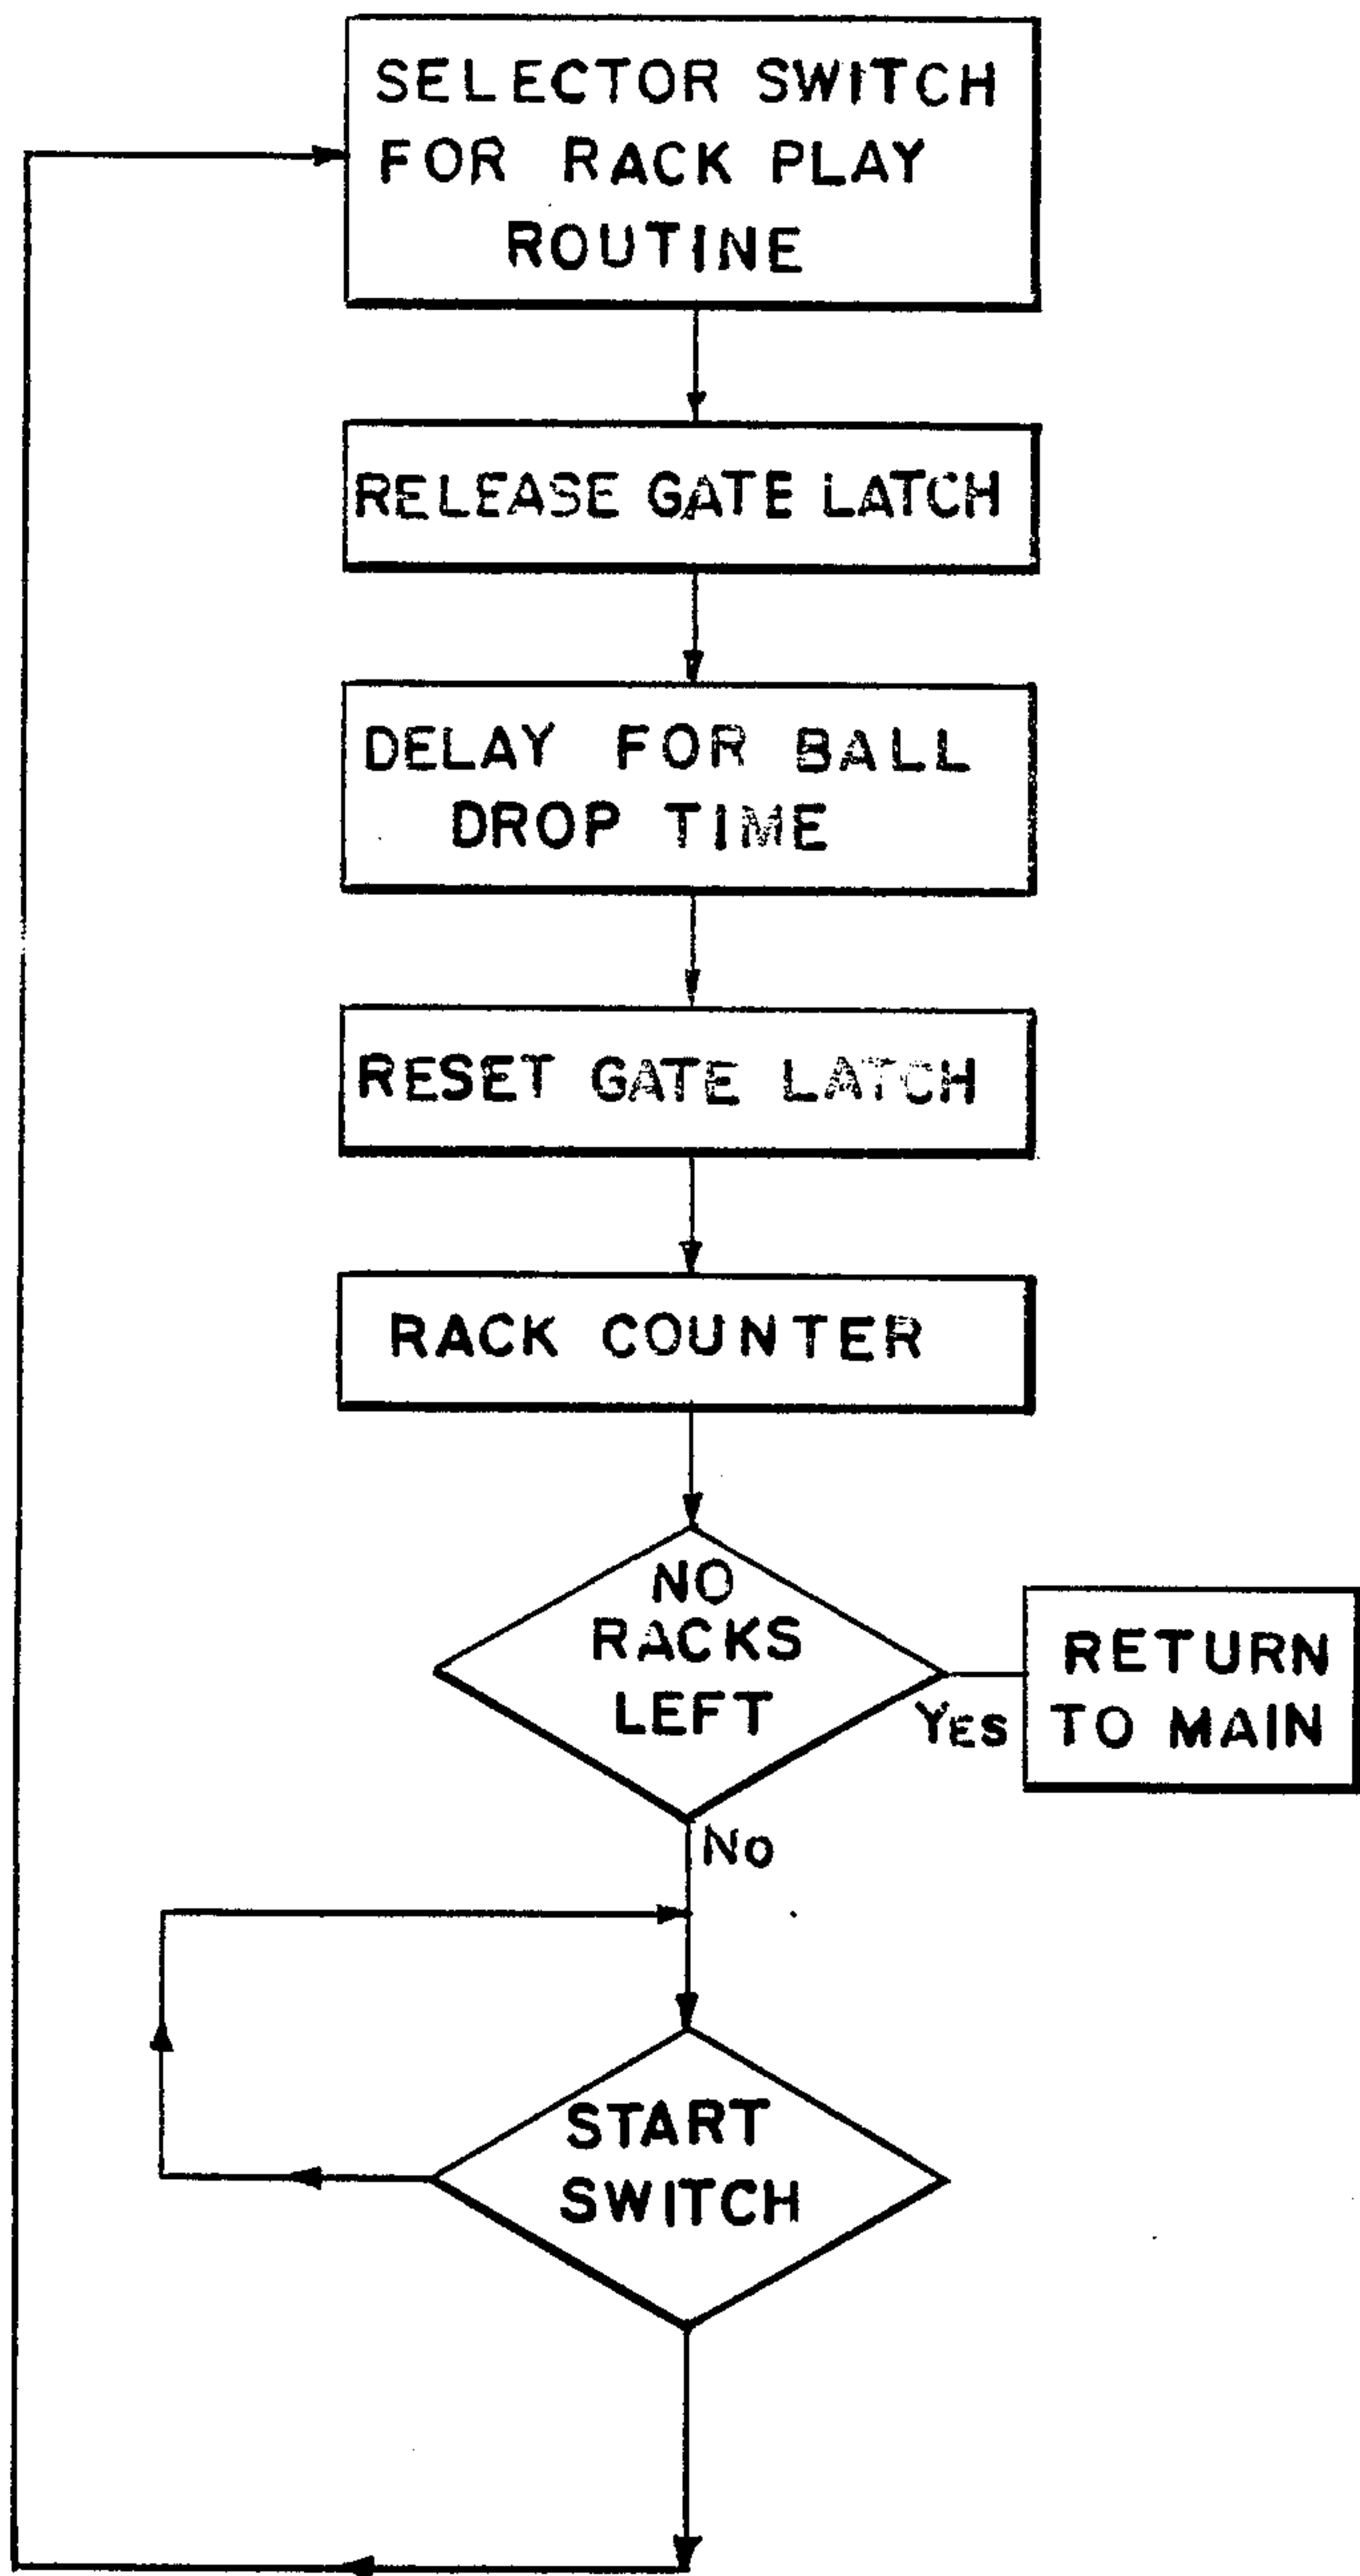 SELECTOR SWITCH
FOR RACK PLAY
ROUTINE
RELEASE GATE LATCH
DELAY FOR BALL
DROP TIME
RESET GATE LATCH
RACK COUNTER
NO
RACKS
LEFT
YES
RETURN
TO MAIN
No
START
SWITCH